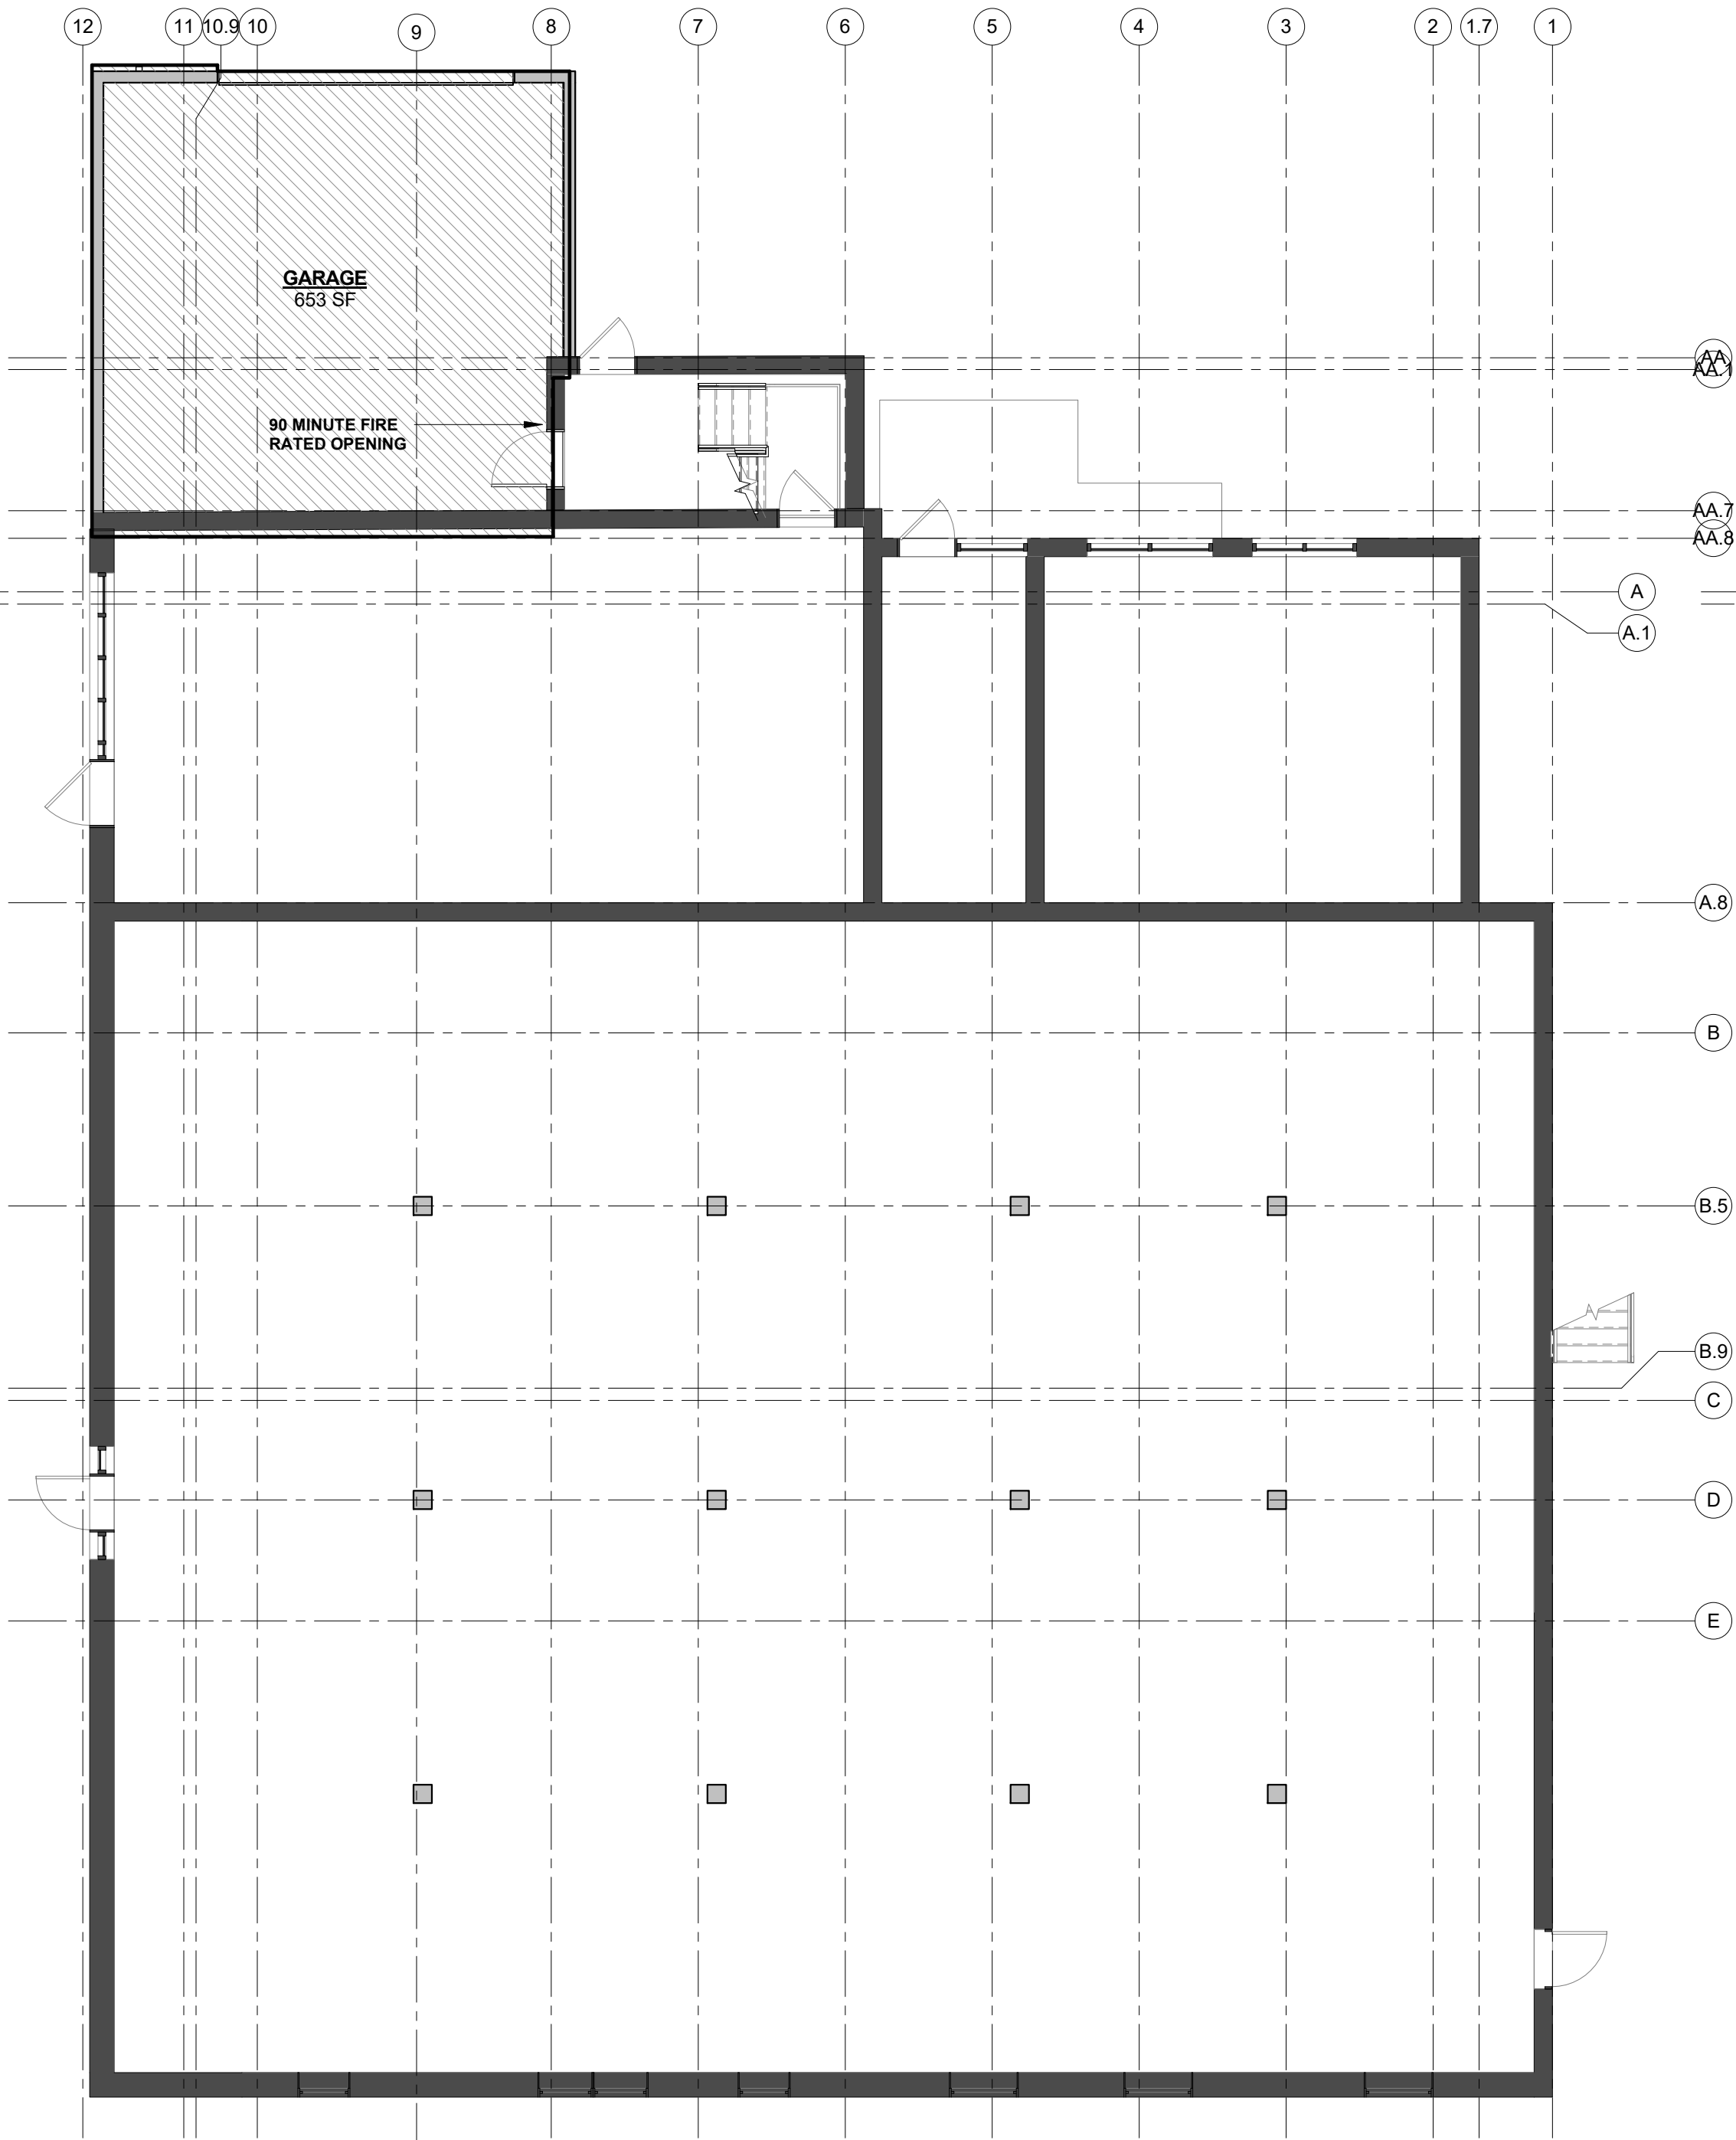 12
11
10.9
10
9
8
7
6
5
4
3
2
1.7
1
GARAGE
653 SF
AA
AA.1
90 MINUTE FIRE
RATED OPENING
AA.7
AA.8
A
A.1
A.8
B
B.5
B.9
C
D
E